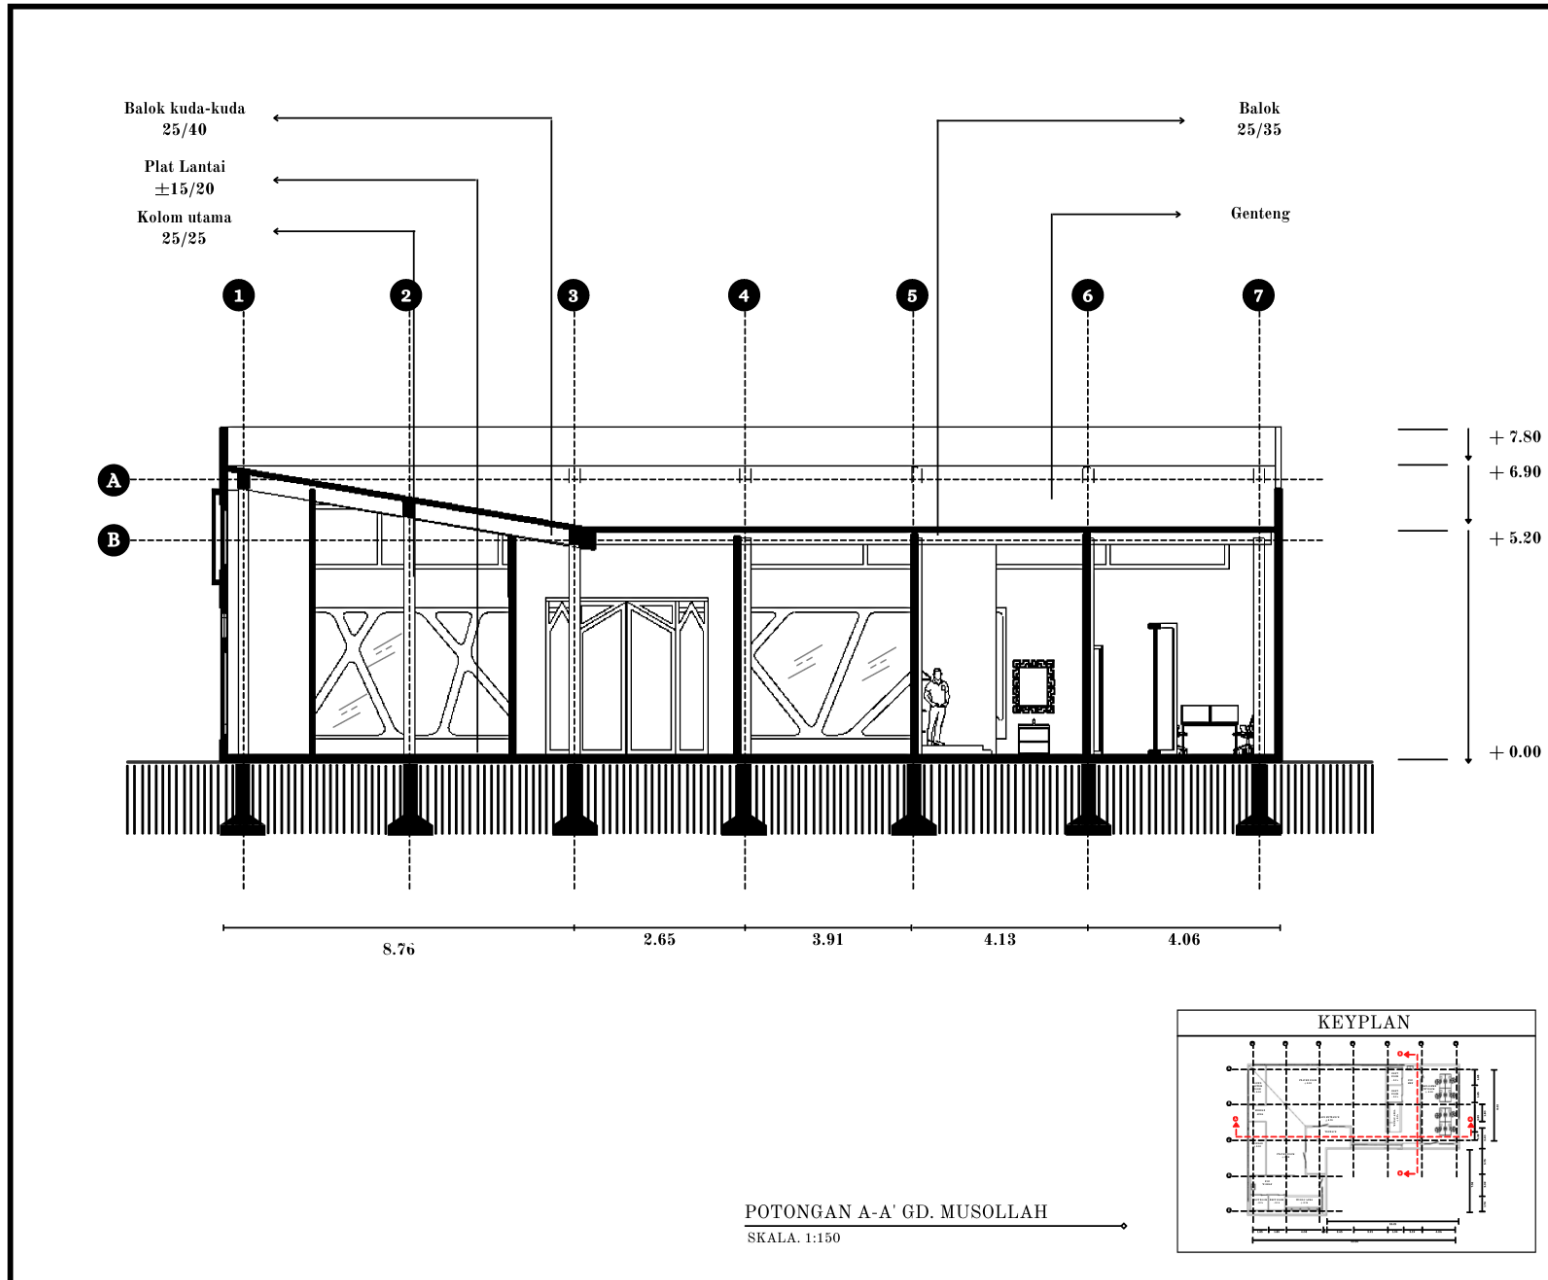 Balok kuda-kuda
25/40
Plat Lantai
±15/20
Kolom utama
25/25
Balok
25/35
Genteng
1
2
3
4
5
6
7
A
B
+ 7.80
+ 6.90
+ 5.20
+ 0.00
8.76
2.65
3.91
4.13
4.06
KEYPLAN
POTONGAN A-A' GD. MUSOLLAH
SKALA. 1:150